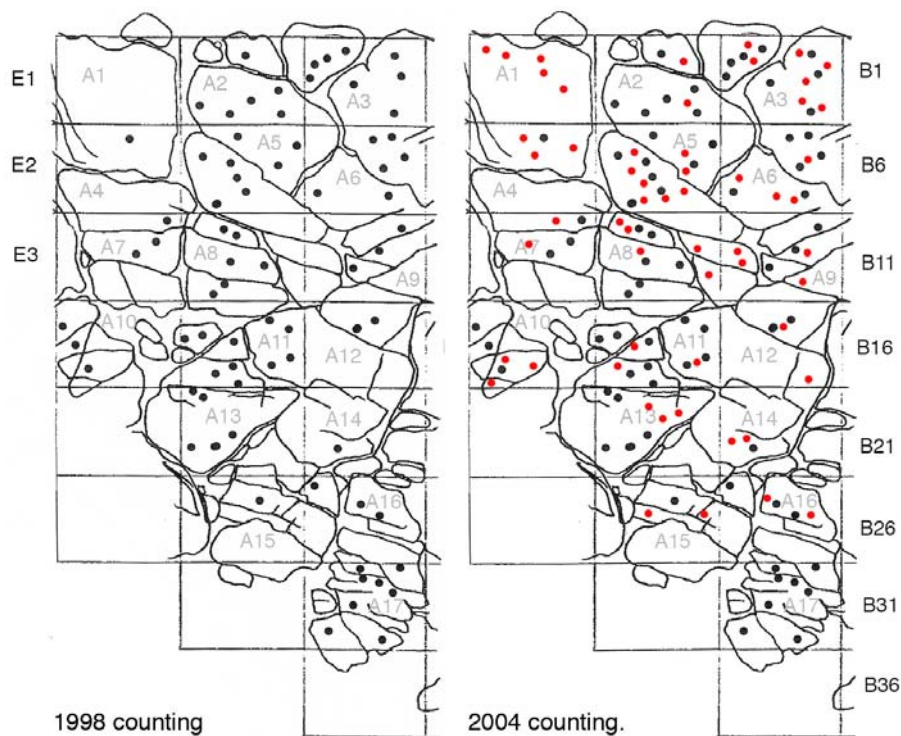 E1
A1
A2
A3
E2
A5
A4
A6
E3
A7
A8
A9
A10
A11
A12
A13
A14
A16
A15
A17
1998 counting
A1
A2
A3
B1
A5
A4
A6
B6
A7
A8
A9
B11
A10
A11
A12
B16
A13
A14
B21
A16
B26
A15
A17
B31
B36
2004 counting.